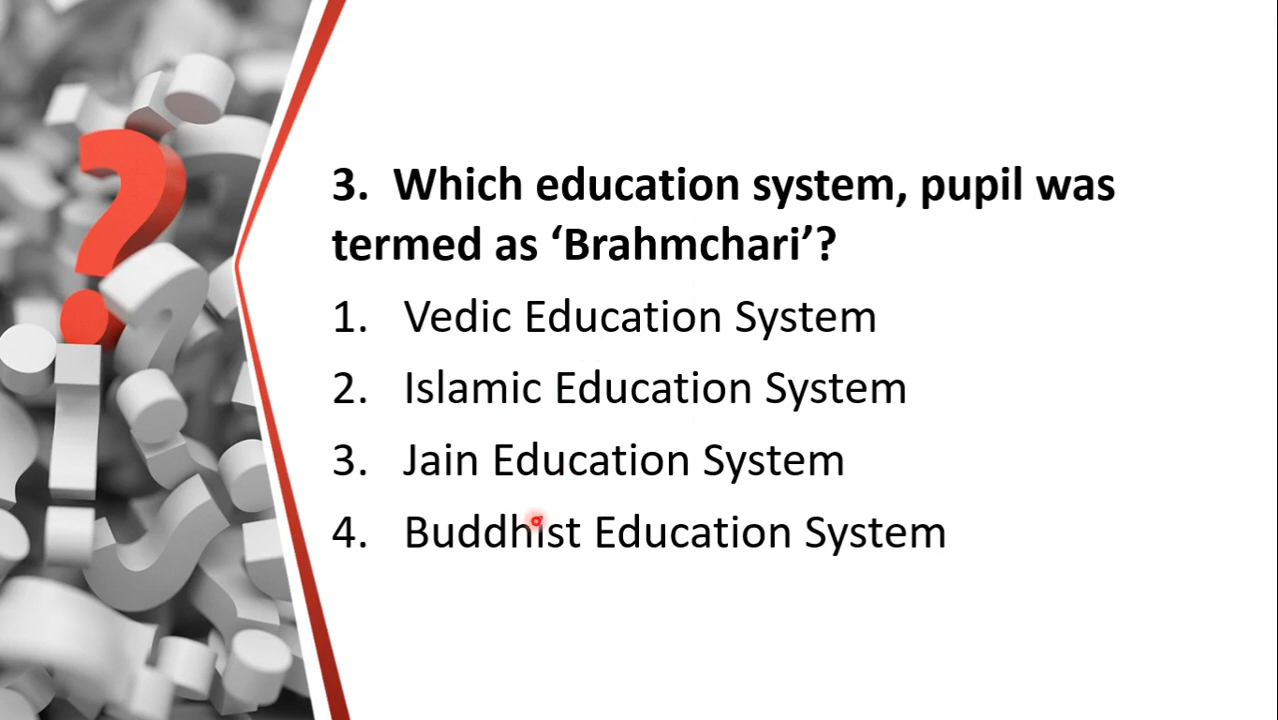 3. Which education system, pupil was
termed as ‘Brahmchari’?
1. Vedic Education System
2. Islamic Education System
3. Jain Education System
4. Buddhist Education System